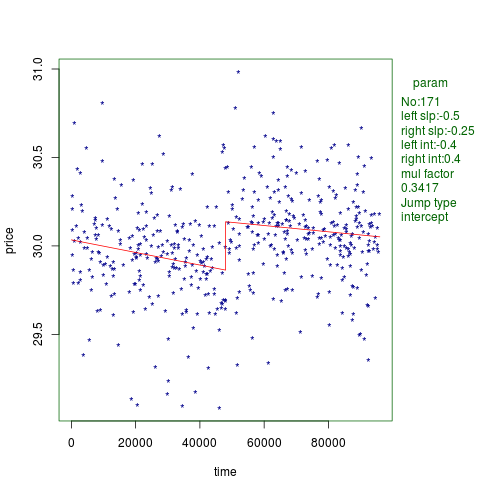 31.0
30.5
30.0
29.5
price
0
20000
40000
60000
80000
time
param
No:171
left slp:-0.5
right slp:-0.25
left int:-0.4
right int:0.4
mul factor
0.3417
Jump type
intercept